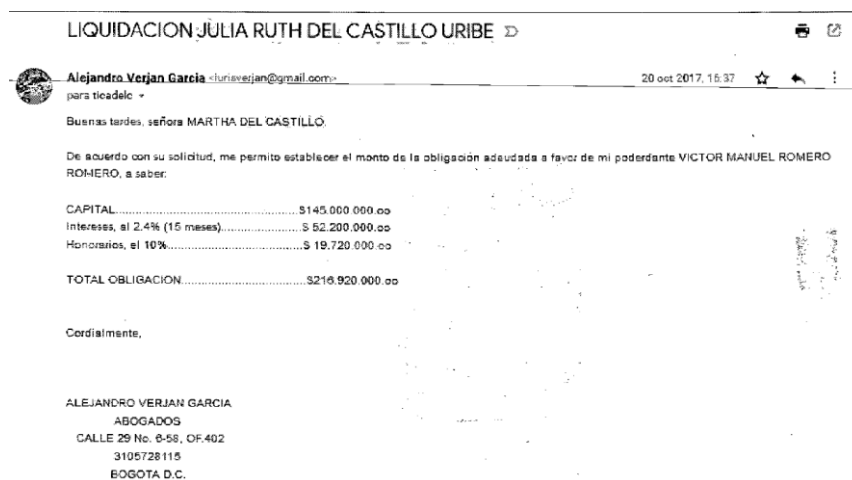 LIQUIDACION JULIA RUTH DEL CASTILLO URIBE
Alejandro Verjan Garcia <luriaverjan@gmail.com>
20 oct 2017, 15:37
para ticadelc
Buenas tardes, señora MARTHA DEL CASTILLO.
De acuerdo con su solicitud, me permito establecer el monto de la obligación adeudada a favor de mi poderdante VICTOR MANUEL ROMERO
ROMERO, a saber:
CAPITAL................................................$145.000.000.oo
Intereses, al 2.4% (15 meses).....................$ 52.200.000.oo
Honorarios, el 10%...................................$ 19.720.000.oo
TOTAL OBLIGACION................................$216.920.000.oo
Cordialmente,
ALEJANDRO VERJAN GARCIA
ABOGADOS
CALLE 29 No. 6-58, OF.402
3105728115
BOGOTA D.C.